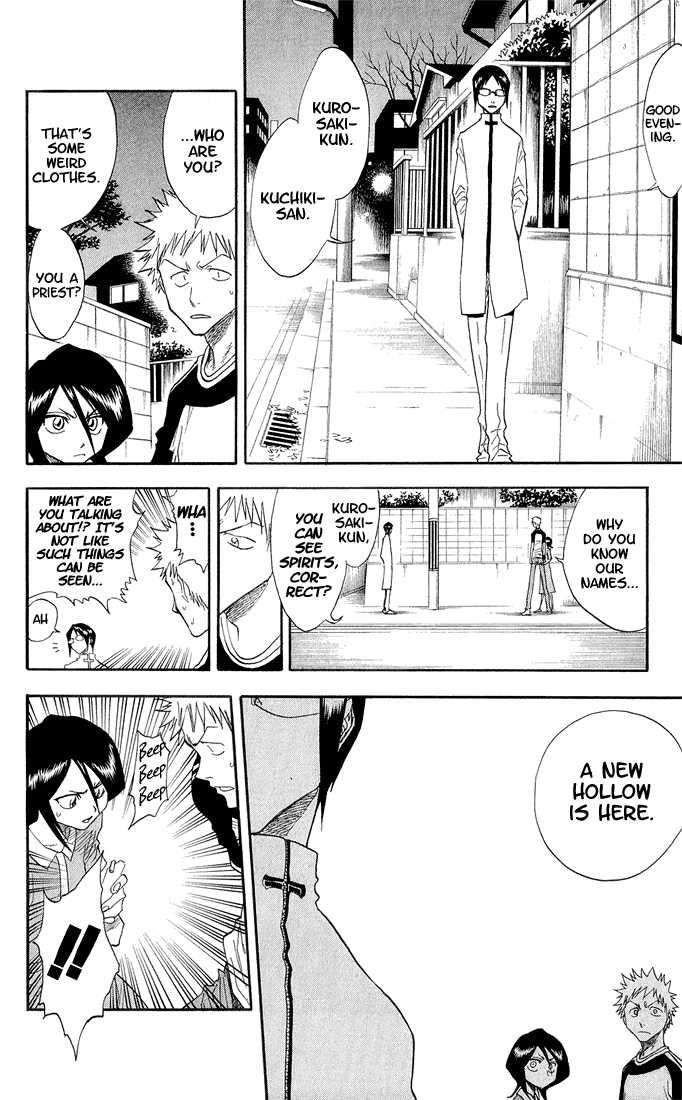 GOOD
EVEN-
ING.
KURO-
SAKI-
KUN.
KUCHIKI-
SAN.
...WHO
ARE
YOU?
THAT'S
SOME
WEIRD
CLOTHES.
YOU A
PRIEST?
WHY
DO YOU
KNOW
OUR
NAMES...
KURO-
SAKI-
KUN,
YOU
CAN SEE
SPIRITS,
COR-
RECT?
WHA
...
WHAT ARE
YOU TALKING
ABOUT!? IT'S
NOT LIKE
SUCH THINGS
CAN BE
SEEN...
AH
A NEW
HOLLOW
IS HERE.
Beep
Beep
Beep
!!